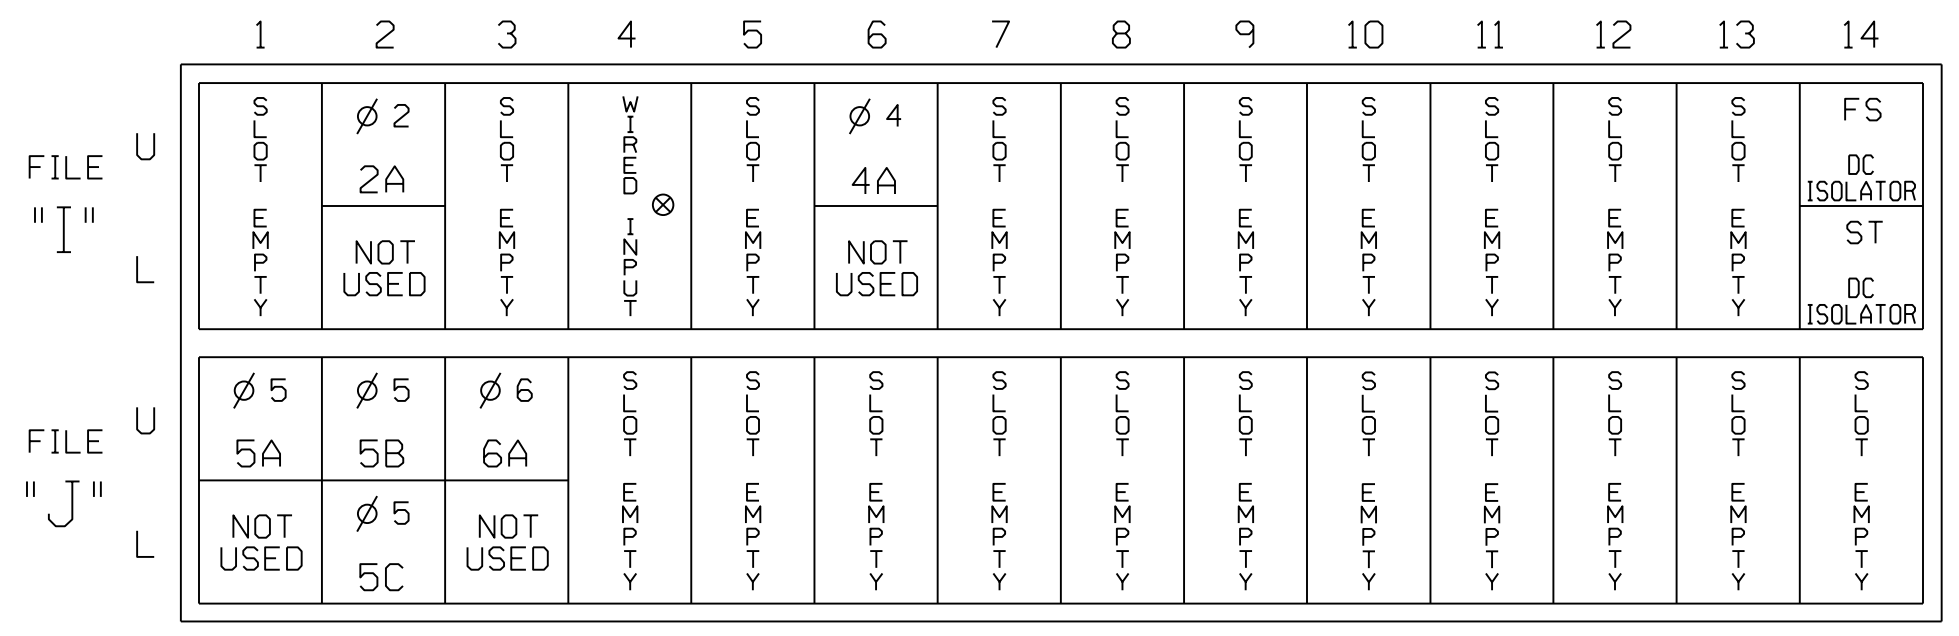 1 2 3 4 5 6 7 8 9 10 11 12 13 14
FILE
"I"
U
L
SLOT EMPTY
Ø 2
2A
NOT
USED
SLOT EMPTY
WIRED INPUT
⊗
SLOT EMPTY
Ø 4
4A
NOT
USED
SLOT EMPTY
SLOT EMPTY
SLOT EMPTY
SLOT EMPTY
SLOT EMPTY
SLOT EMPTY
SLOT EMPTY
FS
DC
ISOLATOR
ST
DC
ISOLATOR
FILE
"J"
U
L
Ø 5
5A
NOT
USED
Ø 5
5B
Ø 5
5C
Ø 6
6A
NOT
USED
SLOT EMPTY
SLOT EMPTY
SLOT EMPTY
SLOT EMPTY
SLOT EMPTY
SLOT EMPTY
SLOT EMPTY
SLOT EMPTY
SLOT EMPTY
SLOT EMPTY
SLOT EMPTY